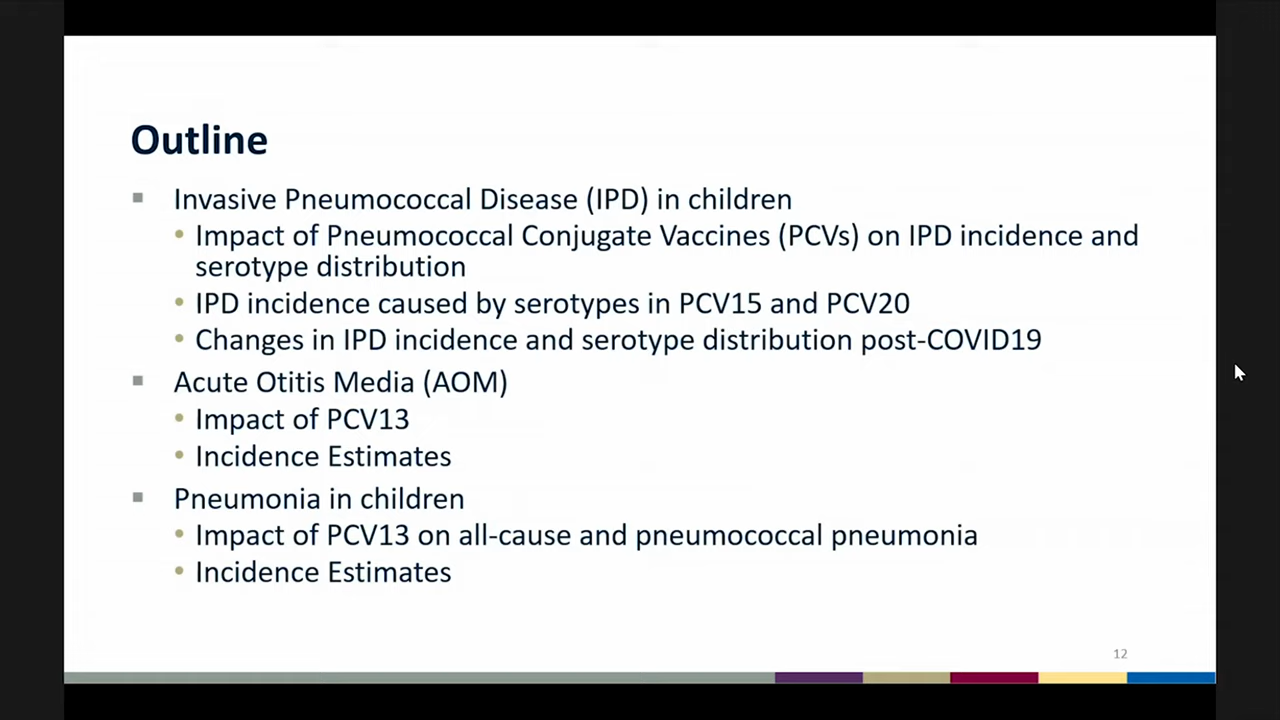 Outline
Invasive Pneumococcal Disease (IPD) in children
Impact of Pneumococcal Conjugate Vaccines (PCVs) on IPD incidence and
serotype distribution
IPD incidence caused by serotypes in PCV15 and PCV20
Changes in IPD incidence and serotype distribution post-COVID19
Acute Otitis Media (AOM)
Impact of PCV13
Incidence Estimates
Pneumonia in children
Impact of PCV13 on all-cause and pneumococcal pneumonia
Incidence Estimates
12